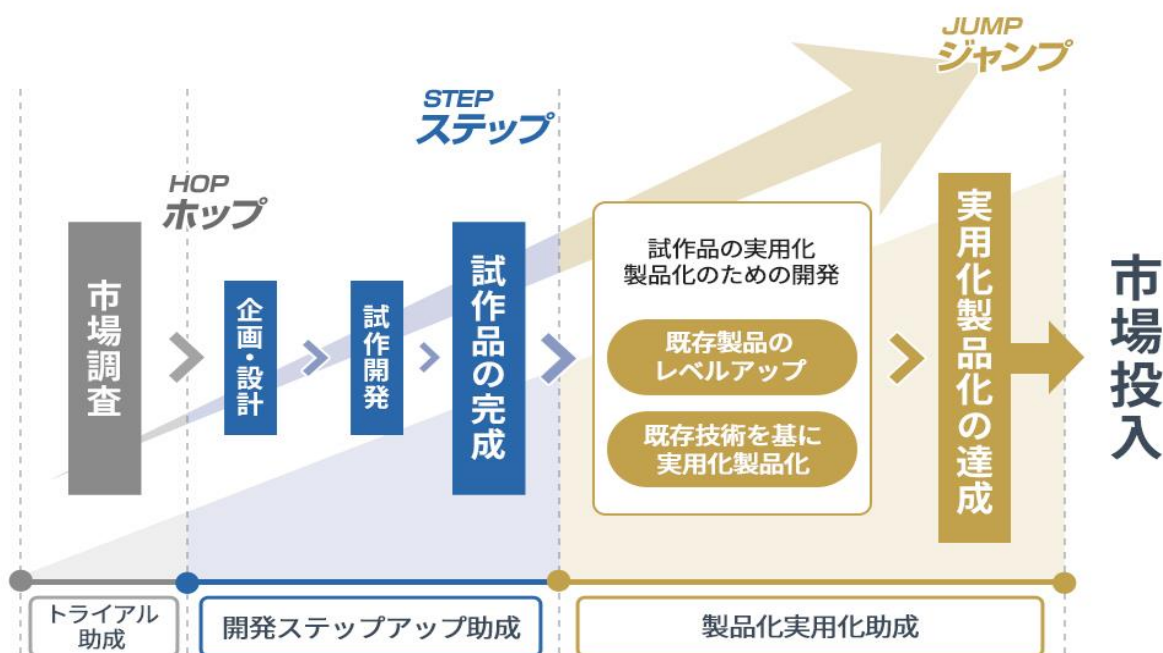 JUMP
ジャンプ
STEP
ステップ
HOP
ホップ
市場調査
企画・設計
試作開発
試作品の完成
試作品の実用化
製品化のための開発
既存製品の
レベルアップ
既存技術を基に
実用化製品化
実用化製品化の達成
市場投入
トライアル
助成
開発ステップアップ助成
製品化実用化助成